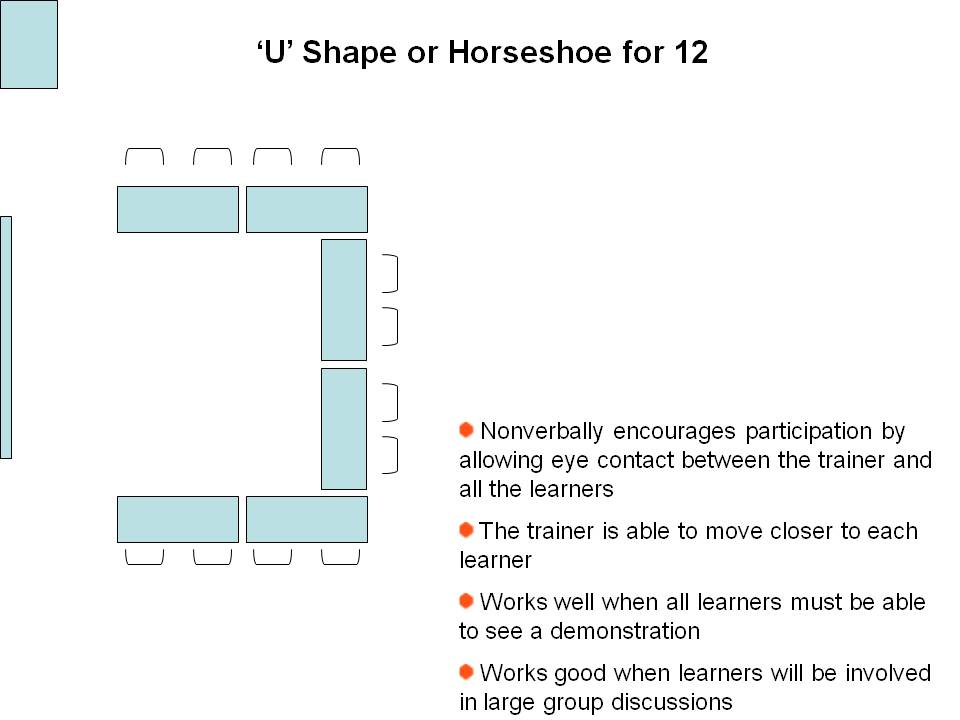 ‘U’ Shape or Horseshoe for 12
Nonverbally encourages participation by
allowing eye contact between the trainer and
all the learners
The trainer is able to move closer to each
learner
Works well when all learners must be able
to see a demonstration
Works good when learners will be involved
in large group discussions